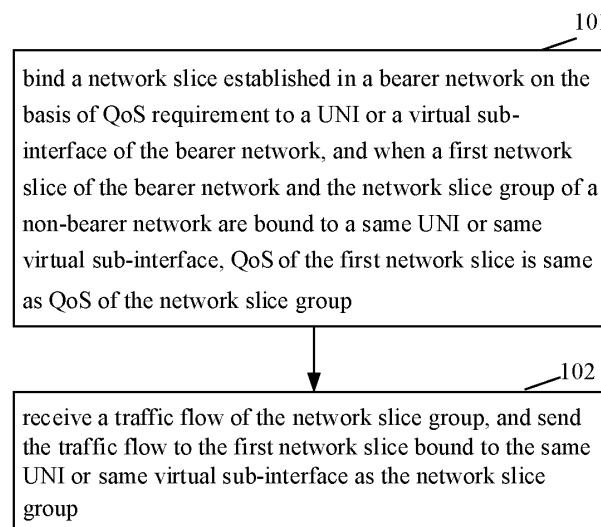 101
bind a network slice established in a bearer network on the
basis of QoS requirement to a UNI or a virtual sub-
interface of the bearer network, and when a first network
slice of the bearer network and the network slice group of a
non-bearer network are bound to a same UNI or same
virtual sub-interface, QoS of the first network slice is same
as QoS of the network slice group
102
receive a traffic flow of the network slice group, and send
the traffic flow to the first network slice bound to the same
UNI or same virtual sub-interface as the network slice
group